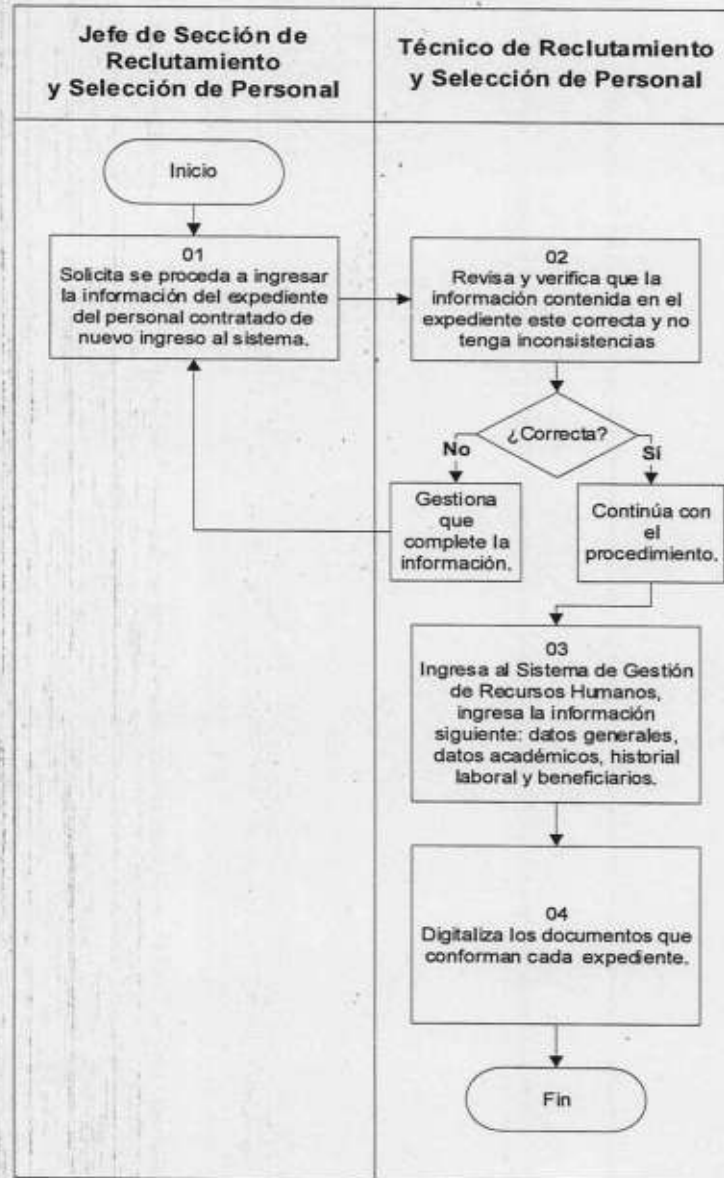 Jefe de Sección de
Reclutamiento
y Selección de Personal
Técnico de Reclutamiento
y Selección de Personal
Inicio
01
Solicita se proceda a ingresar
la información del expediente
del personal contratado de
nuevo ingreso al sistema.
02
Revisa y verifica que la
información contenida en el
expediente este correcta y no
tenga inconsistencias
¿Correcta?
No
Sí
Gestiona
que
complete la
información.
Continúa con
el
procedimiento.
03
Ingresa al Sistema de Gestión
de Recursos Humanos,
ingresa la información
siguiente: datos generales,
datos académicos, historial
laboral y beneficiarios.
04
Digitaliza los documentos que
conforman cada expediente.
Fin